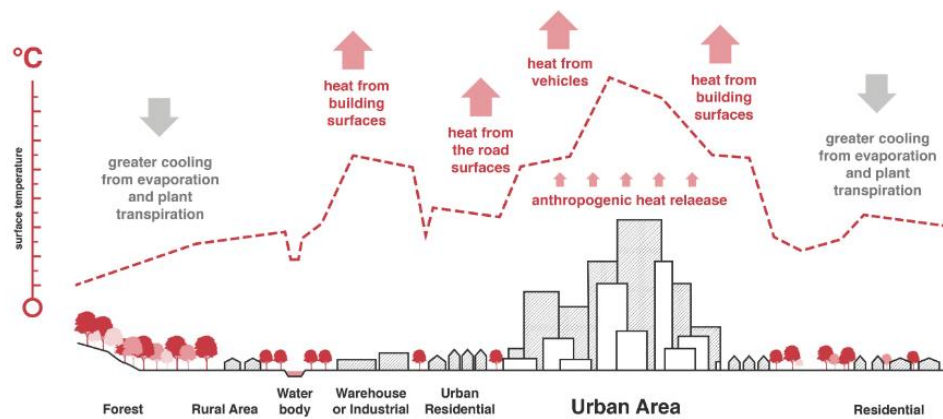 °C
surface temperature
greater cooling
from evaporation
and plant
transpiration
heat from
building
surfaces
heat from
the road
surfaces
heat from
vehicles
heat from
building
surfaces
greater cooling
from evaporation
and plant
transpiration
anthropogenic heat relaease
Forest
Rural Area
Water
body
Warehouse
or Industrial
Urban
Residential
Urban Area
Residential